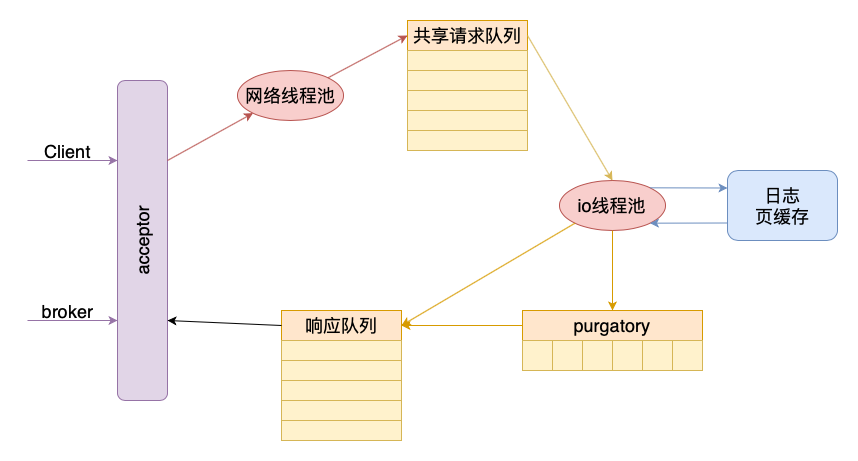 共享请求队列
网络线程池
Client
acceptor
io线程池
日志
页缓存
broker
响应队列
purgatory